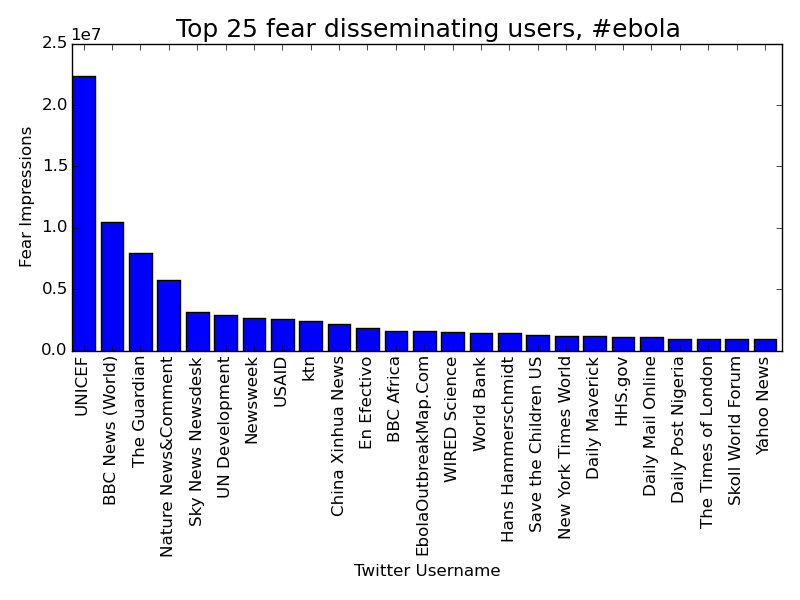 Top 25 fear disseminating users, #ebola
1e7
2.5
2.0
1.5
1.0
0.5
0.0
Fear Impressions
UNICEF
BBC News (World)
The Guardian
Nature News&Comment
Sky News Newsdesk
UN Development
Newsweek
USAID
ktn
China Xinhua News
En Efectivo
BBC Africa
EbolaOutbreakMap.Com
WIRED Science
World Bank
Hans Hammerschmidt
Save the Children US
New York Times World
Daily Maverick
HHS.gov
Daily Mail Online
Daily Post Nigeria
The Times of London
Skoll World Forum
Yahoo News
Twitter Username